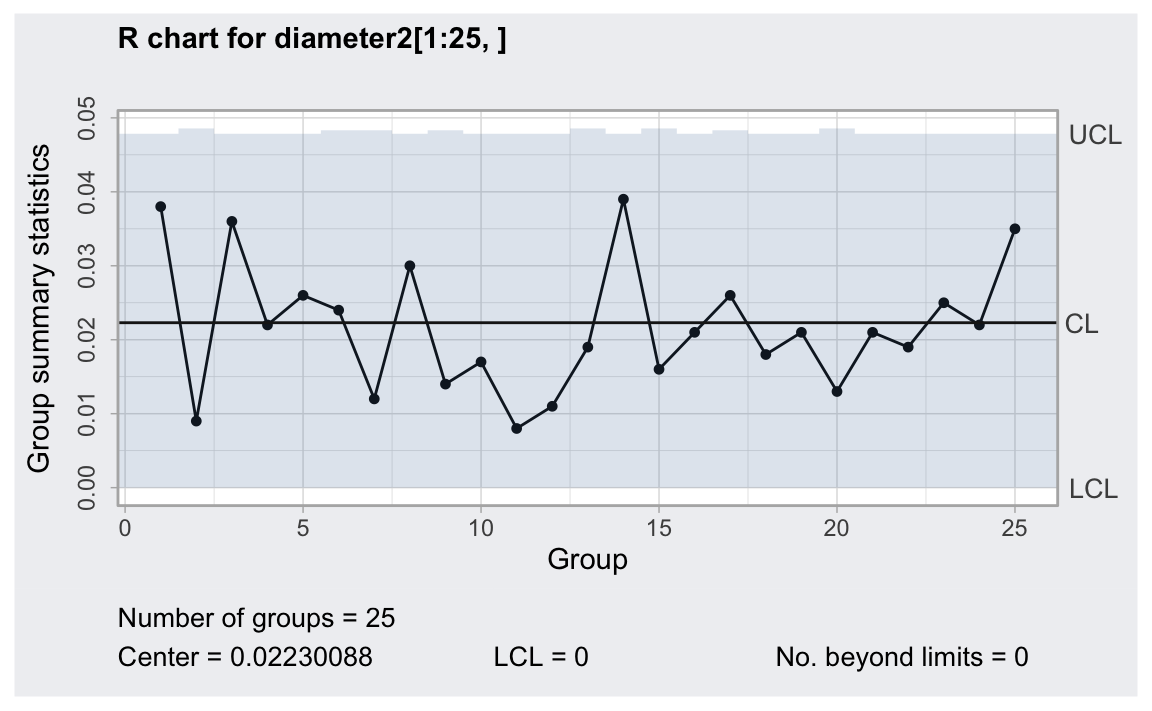 R chart for diameter2[1:25, ]
Group summary statistics
0.05
0.04
0.03
0.02
0.01
0.00
UCL
CL
LCL
0 5 10 15 20 25
Group
Number of groups = 25
Center = 0.02230088 LCL = 0 No. beyond limits = 0